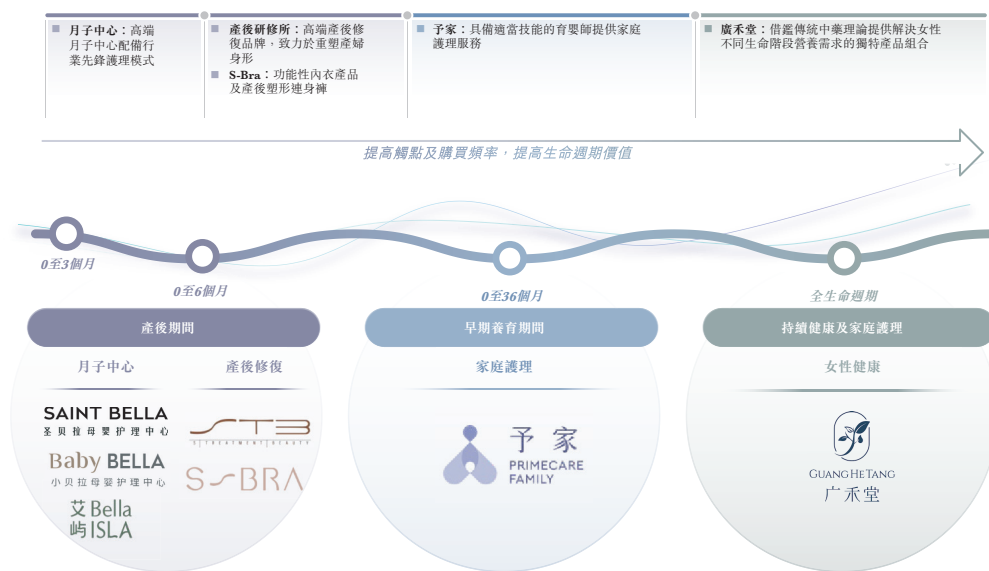 月子中心：高端
月子中心配備行
業先鋒護理模式
產後研修所：高端產後修
復品牌，致力於重塑產婦
身形
S-Bra：功能性內衣產品
及產後塑形連身褲
予家：具備適當技能的育嬰師提供家庭
護理服務
廣禾堂：借鑑傳統中藥理論提供解決女性
不同生命階段營養需求的獨特產品組合
提高觸點及購買頻率，提高生命週期價值
0至3個月
0至6個月
0至36個月
全生命週期
產後期間
早期養育期間
持續健康及家庭護理
月子中心
產後修復
家庭護理
女性健康
SAINT BELLA
圣贝拉母婴护理中心
Baby BELLA
小贝拉母婴护理中心
艾Bella
屿ISLA
STB
TREATMENT BEAUTY
S-BRA
予家
PRIMECARE
FAMILY
GUANG HE TANG
广禾堂